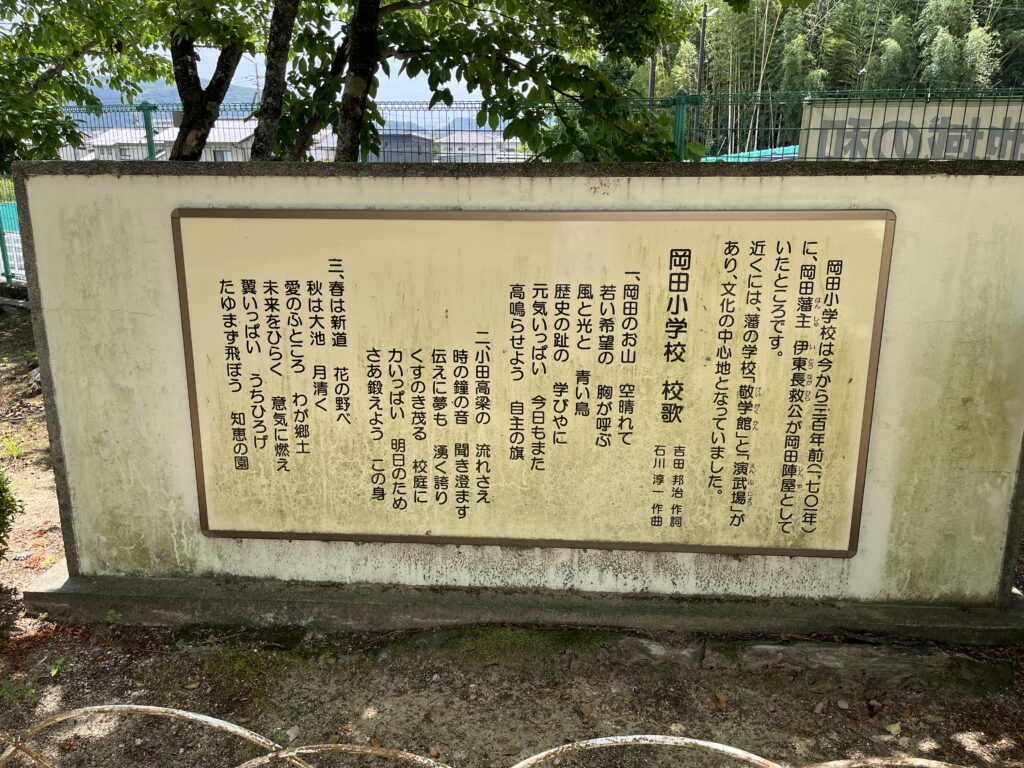 岡田小学校は今から三百年前(一七〇一年)
に、岡田藩主 伊東長救公が岡田陣屋として
いたところです。
近くには、藩の学校「敬学館」と「演武場」が
あり、文化の中心地となっていました。
岡田小学校 校歌
吉田 邦治 作詞
石川 淳一 作曲
一、岡田のお山 空晴れて
若い希望の 胸が呼ぶ
風と光と 青い鳥
歴史の趾の 学びやに
元気いっぱい 今日もまた
高鳴らせよう 自主の旗
二、小田高梁の 流れさえ
時の鐘の音 聞き澄ます
伝えに夢も 湧く誇り
くすのき茂る 校庭に
力いっぱい 明日のため
さあ鍛えよう この身
三、春は新道 花の野べ
秋は大池 月清く
愛のふところ わが郷土
未来をひらく 意気に燃え
翼いっぱい うちひろげ
たゆまず飛ぼう 知恵の園